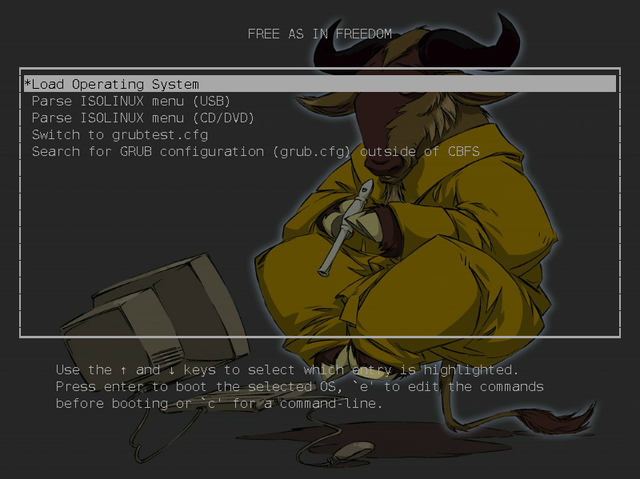 FREE AS IN FREEDOM
*Load Operating System
Parse ISOLINUX menu (USB)
Parse ISOLINUX menu (CD/DVD)
Switch to grubtest.cfg
Search for GRUB configuration (grub.cfg) outside of CBFS
Use the ↑ and ↓ keys to select which entry is highlighted.
Press enter to boot the selected OS, `e' to edit the commands
before booting or `c' for a command-line.